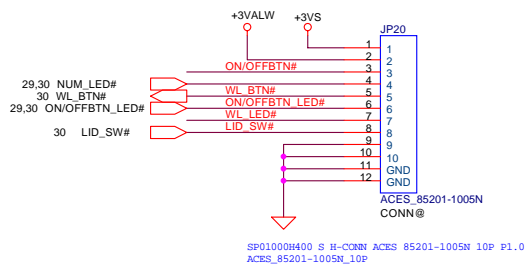 +3VALW +3VS
JP20
1 1
2 2
ON/OFFBTN# 3 3
29,30 NUM_LED# 4 4
30 WL_BTN# WL_BTN# 5 5
29,30 ON/OFFBTN_LED# ON/OFFBTN_LED# 6 6
WL_LED# 7 7
30 LID_SW# LID_SW# 8 8
9 9
10 10
11 GND
12 GND
ACES_85201-1005N
CONN@
SP01000H400 S H-CONN ACES 85201-1005N 10P P1.0
ACES_85201-1005N_10P